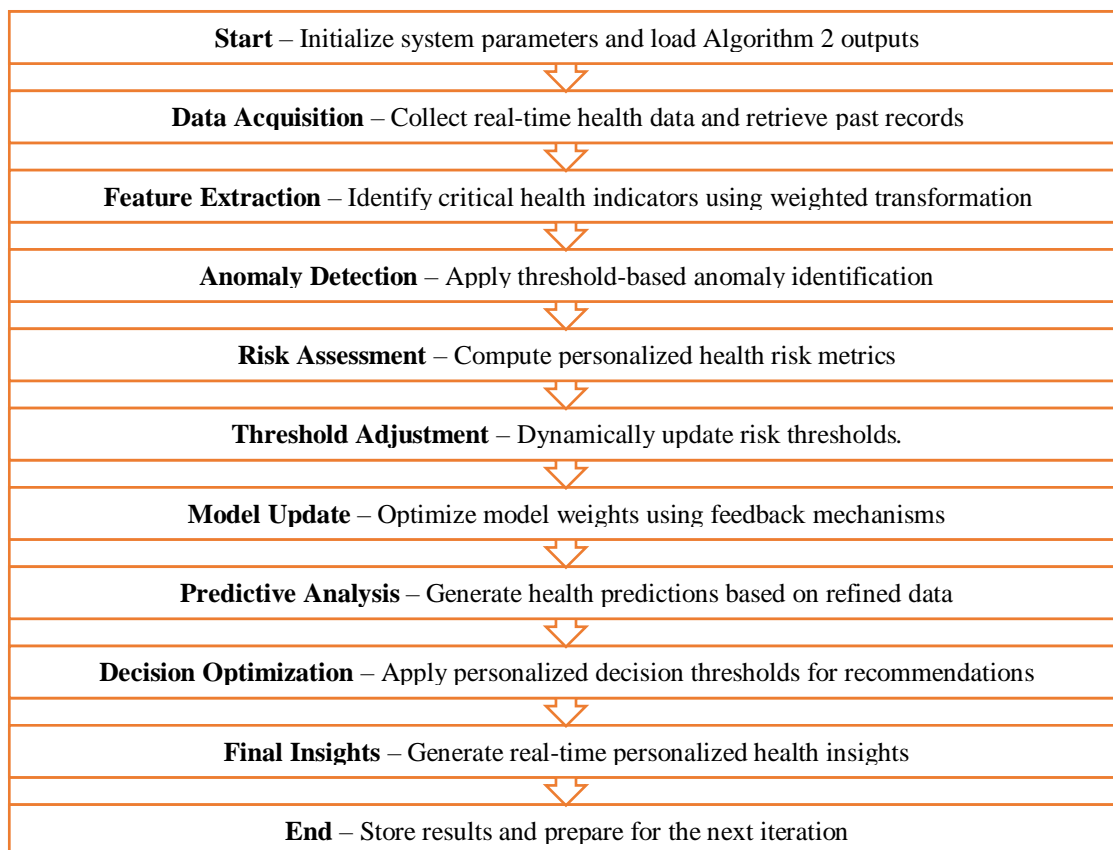 Start – Initialize system parameters and load Algorithm 2 outputs
Data Acquisition – Collect real-time health data and retrieve past records
Feature Extraction – Identify critical health indicators using weighted transformation
Anomaly Detection – Apply threshold-based anomaly identification
Risk Assessment – Compute personalized health risk metrics
Threshold Adjustment – Dynamically update risk thresholds.
Model Update – Optimize model weights using feedback mechanisms
Predictive Analysis – Generate health predictions based on refined data
Decision Optimization – Apply personalized decision thresholds for recommendations
Final Insights – Generate real-time personalized health insights
End – Store results and prepare for the next iteration